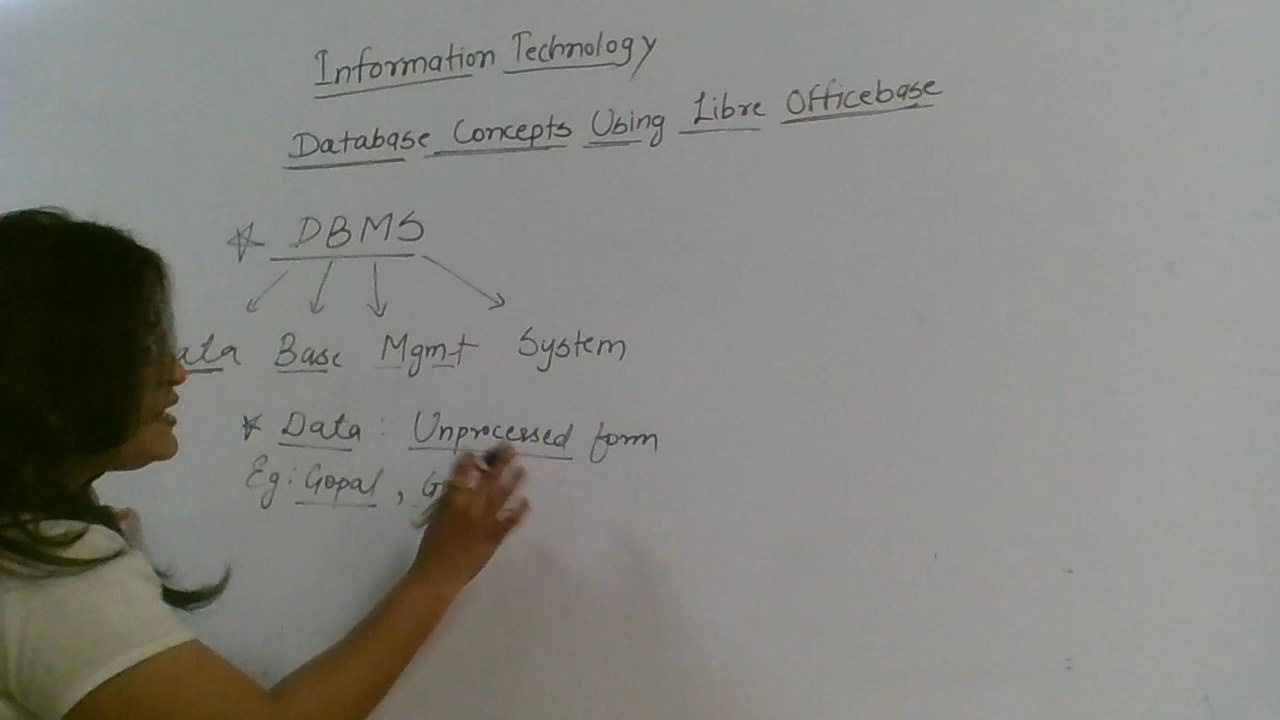 Information Technology
Database Concepts Using Libre Officebase
* DBMS
Base Mgmt System
* Data : Unprocessed form
Eg : Gopal ,